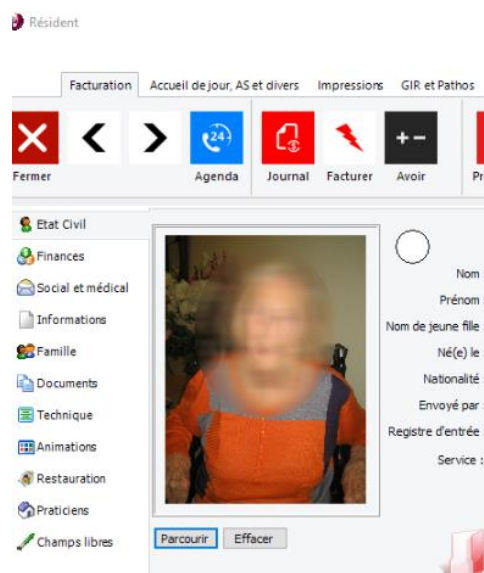 Résident
Facturation Accueil de jour, AS et divers Impressions GIR et Pathos
24
Fermer Agenda Journal Facturer Avoir
Etat Civil
Finances
Social et médical
Informations
Famille
Documents
Technique
Animations
Restauration
Praticiens
Champs libres
Nom :
Prénom :
Nom de jeune fille :
Né(e) le :
Nationalité :
Envoyé par :
Registre d'entrée :
Service :
Parcourir Effacer